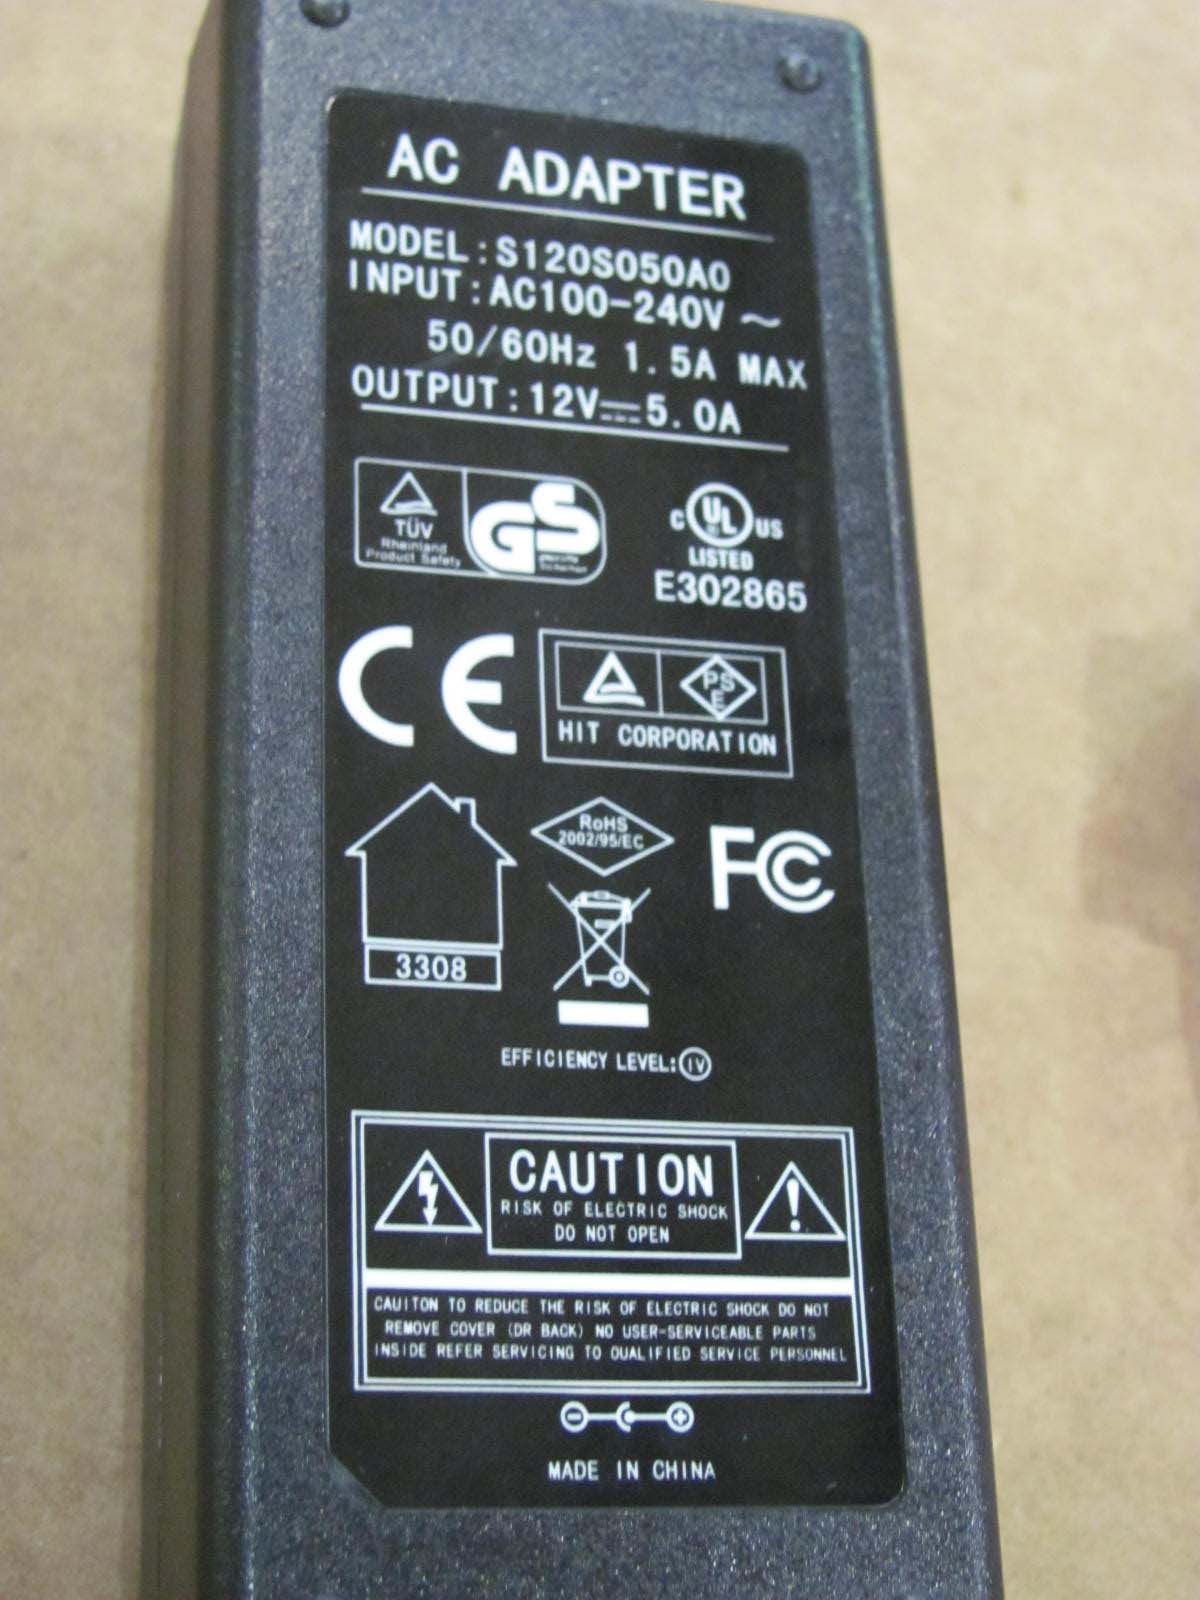 AC ADAPTER
MODEL:S120S050A0
INPUT:AC100-240V ~
50/60Hz 1.5A MAX
OUTPUT:12V⎓5.0A
TÜV
Rheinland
Product Safety
GS
c UL US
LISTED
E302865
CE
PS
E
HIT CORPORATION
RoHS
2002/95/EC
FC
3308
EFFICIENCY LEVEL:IV
CAUTION
RISK OF ELECTRIC SHOCK
DO NOT OPEN
CAUITON TO REDUCE THE RISK OF ELECTRIC SHOCK DO NOT
REMOVE COVER (DR BACK) NO USER-SERVICEABLE PARTS
INSIDE REFER SERVICING TO OUALIFIED SERVICE PERSONNEL
MADE IN CHINA